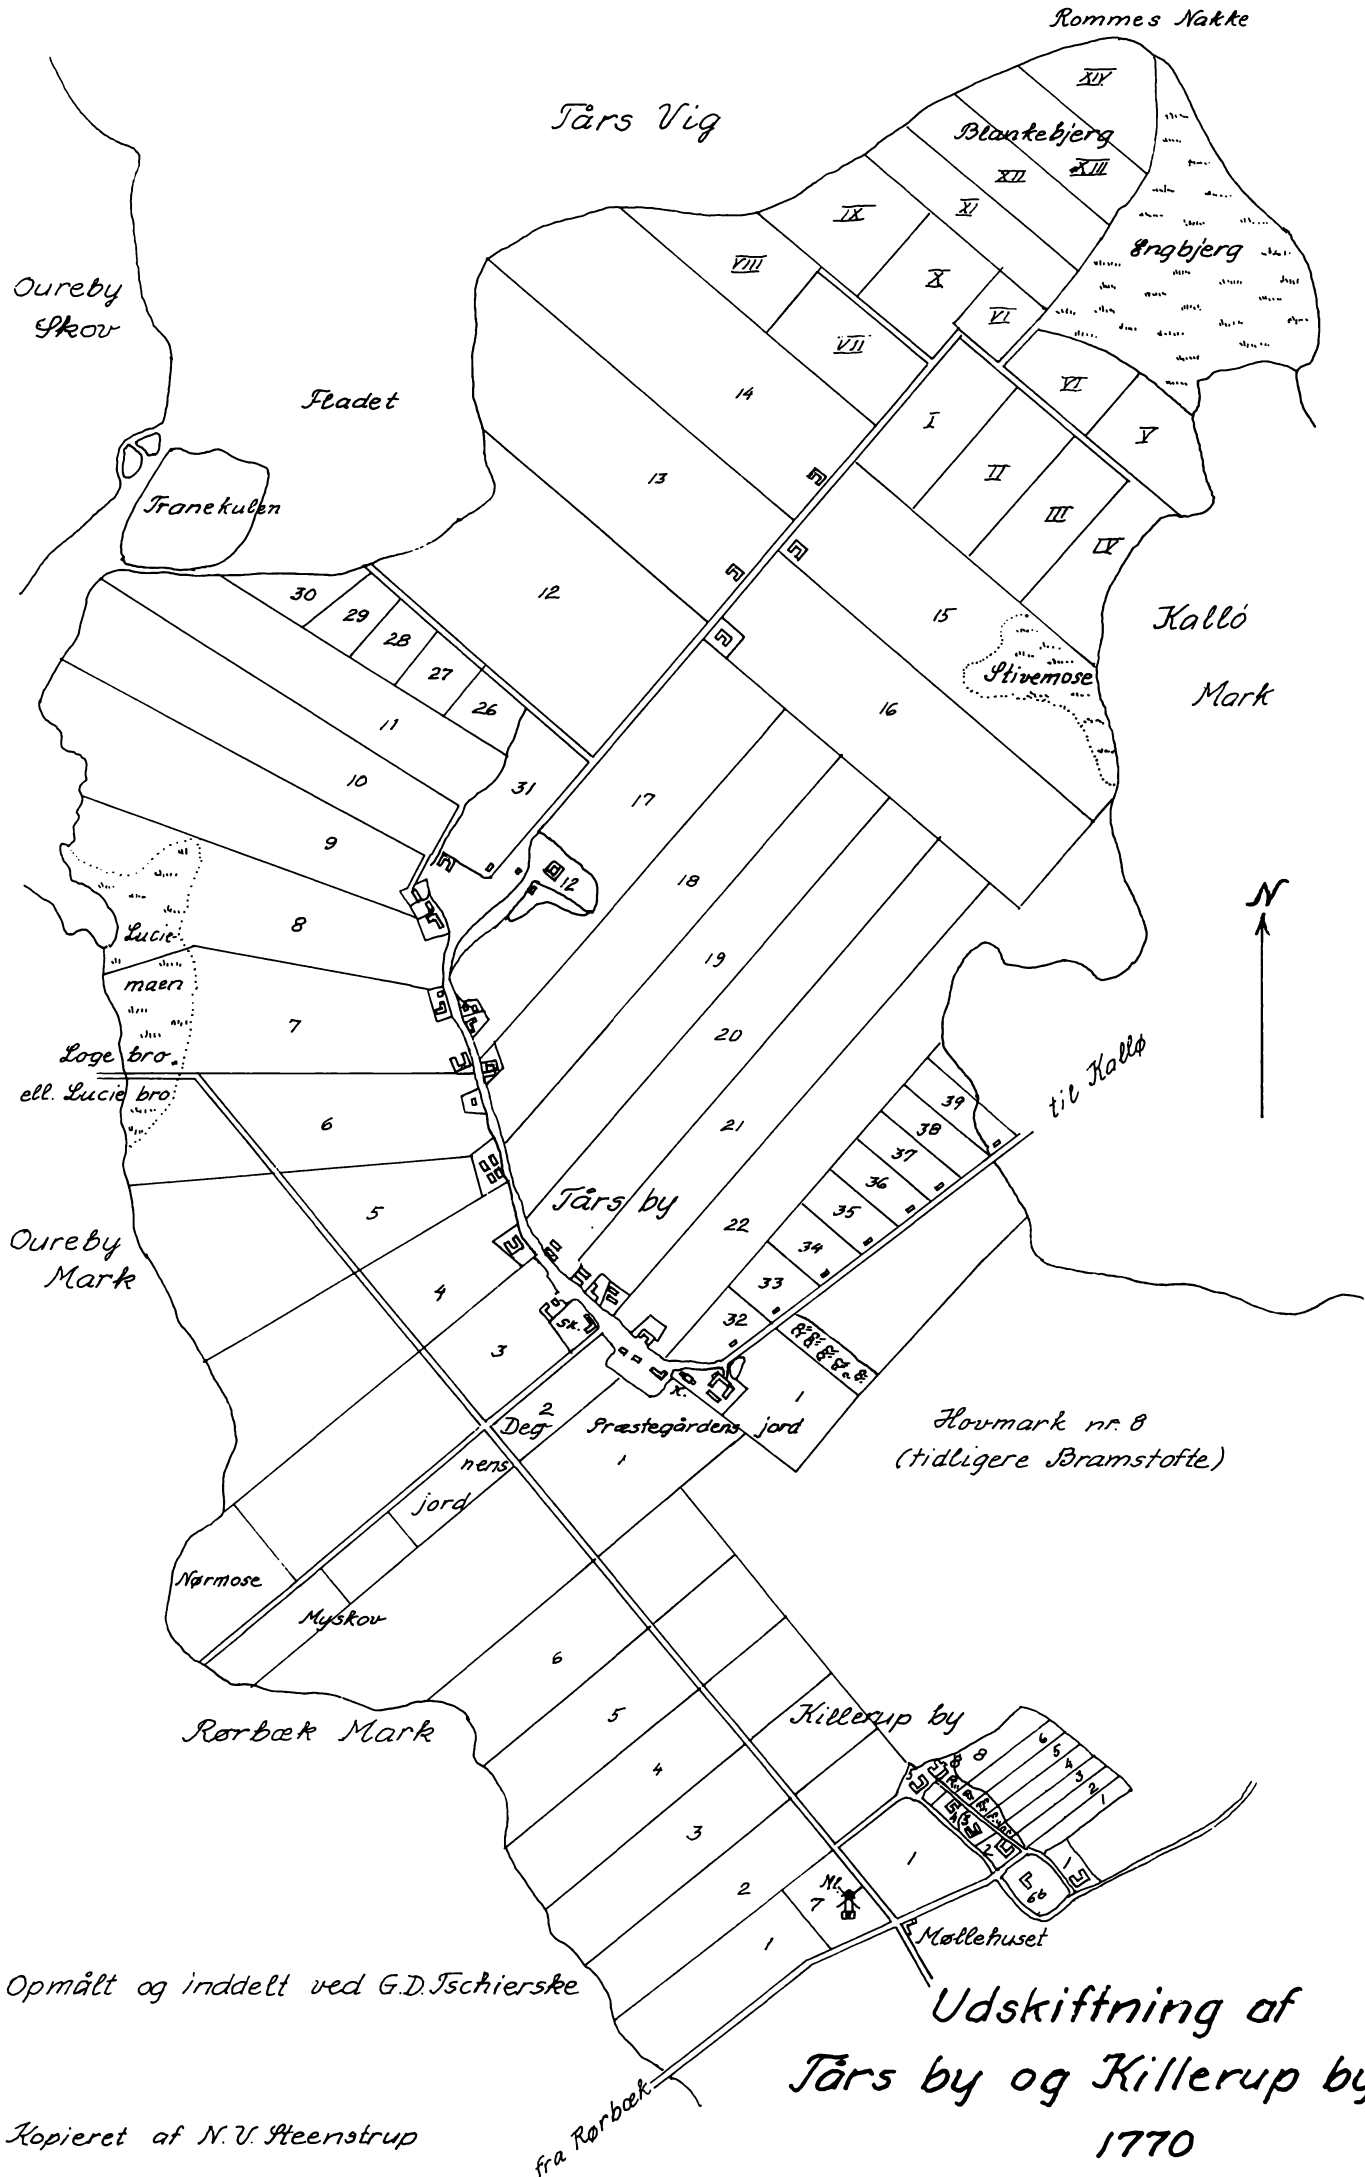 Rommes Nakke
Tårs Vig
XIV
Blankebjerg
XIII
XII
XI
IX
Engbjerg
VIII
X
VI
VII
Oureby
Skov
Fladet
14
I
VI
V
13
II
III
IV
Tranekulen
30
29
28
27
26
12
15
Kalló
Stivemose
Mark
16
11
10
31
17
9
12
18
N
8
Lucie-
maen
19
7
20
Loge bro.
ell. Lucie bro.
til Kallø
6
21
39
38
37
36
35
34
33
32
5
Tårs by
22
Oureby
Mark
4
3
sk.
K.
2
Deg-
nens
jord
Præstegårdens jord
1
1
Hovmark nr. 8
(tidligere Bramstofte)
Nørmose
Myskov
6
Rørbæk Mark
5
Killerup by
4
3
2
1
8
8
6
5
4
3
2
1
5
2
1
1
6b
Ml.
7
Møllehuset
Opmålt og inddelt ved G.D. Tschierske
Udskiftning af
Tårs by og Killerup by
1770
fra Rørbæk
Kopieret af N.V. Steenstrup